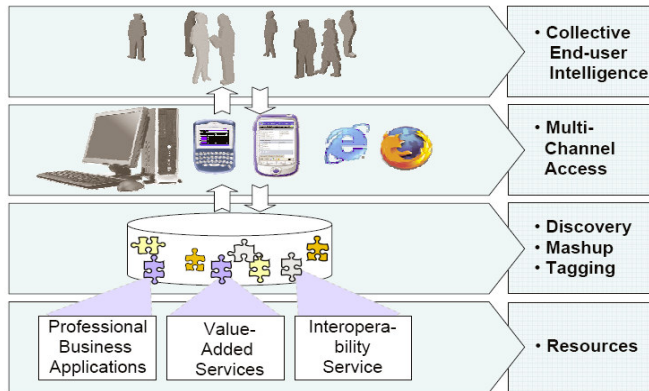 • Collective
End-user
Intelligence
• Multi-
Channel
Access
• Discovery
• Mashup
• Tagging
Professional
Business
Applications
Value-
Added
Services
Interopera-
bility
Service
• Resources